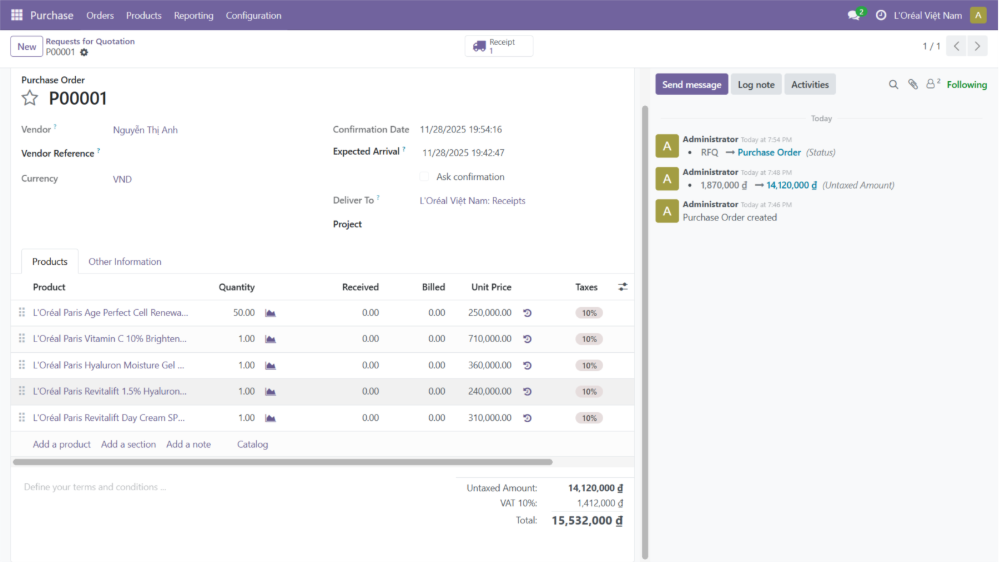 Purchase Orders Products Reporting Configuration 2 L'Oréal Việt Nam A
New Requests for Quotation Receipt 1 / 1
P00001 1
Purchase Order
P00001
Vendor ? Nguyễn Thị Anh
Vendor Reference ?
Currency VND
Confirmation Date 11/28/2025 19:54:16
Expected Arrival ? 11/28/2025 19:42:47
Ask confirmation
Deliver To ? L'Oréal Việt Nam: Receipts
Project
Products Other Information
Product Quantity Received Billed Unit Price Taxes
L'Oréal Paris Age Perfect Cell Renewa... 50.00 0.00 0.00 250,000.00 10%
L'Oréal Paris Vitamin C 10% Brighten... 1.00 0.00 0.00 710,000.00 10%
L'Oréal Paris Hyaluron Moisture Gel ... 1.00 0.00 0.00 360,000.00 10%
L'Oréal Paris Revitalift 1.5% Hyaluron... 1.00 0.00 0.00 240,000.00 10%
L'Oréal Paris Revitalift Day Cream SP... 1.00 0.00 0.00 310,000.00 10%
Add a product Add a section Add a note Catalog
Define your terms and conditions ...
Untaxed Amount: 14,120,000 ₫
VAT 10%: 1,412,000 ₫
Total: 15,532,000 ₫
Send message Log note Activities 2 Following
Today
A Administrator Today at 7:54 PM
• RFQ → Purchase Order (Status)
A Administrator Today at 7:46 PM
• 1,870,000 ₫ → 14,120,000 ₫ (Untaxed Amount)
A Administrator Today at 7:46 PM
Purchase Order created